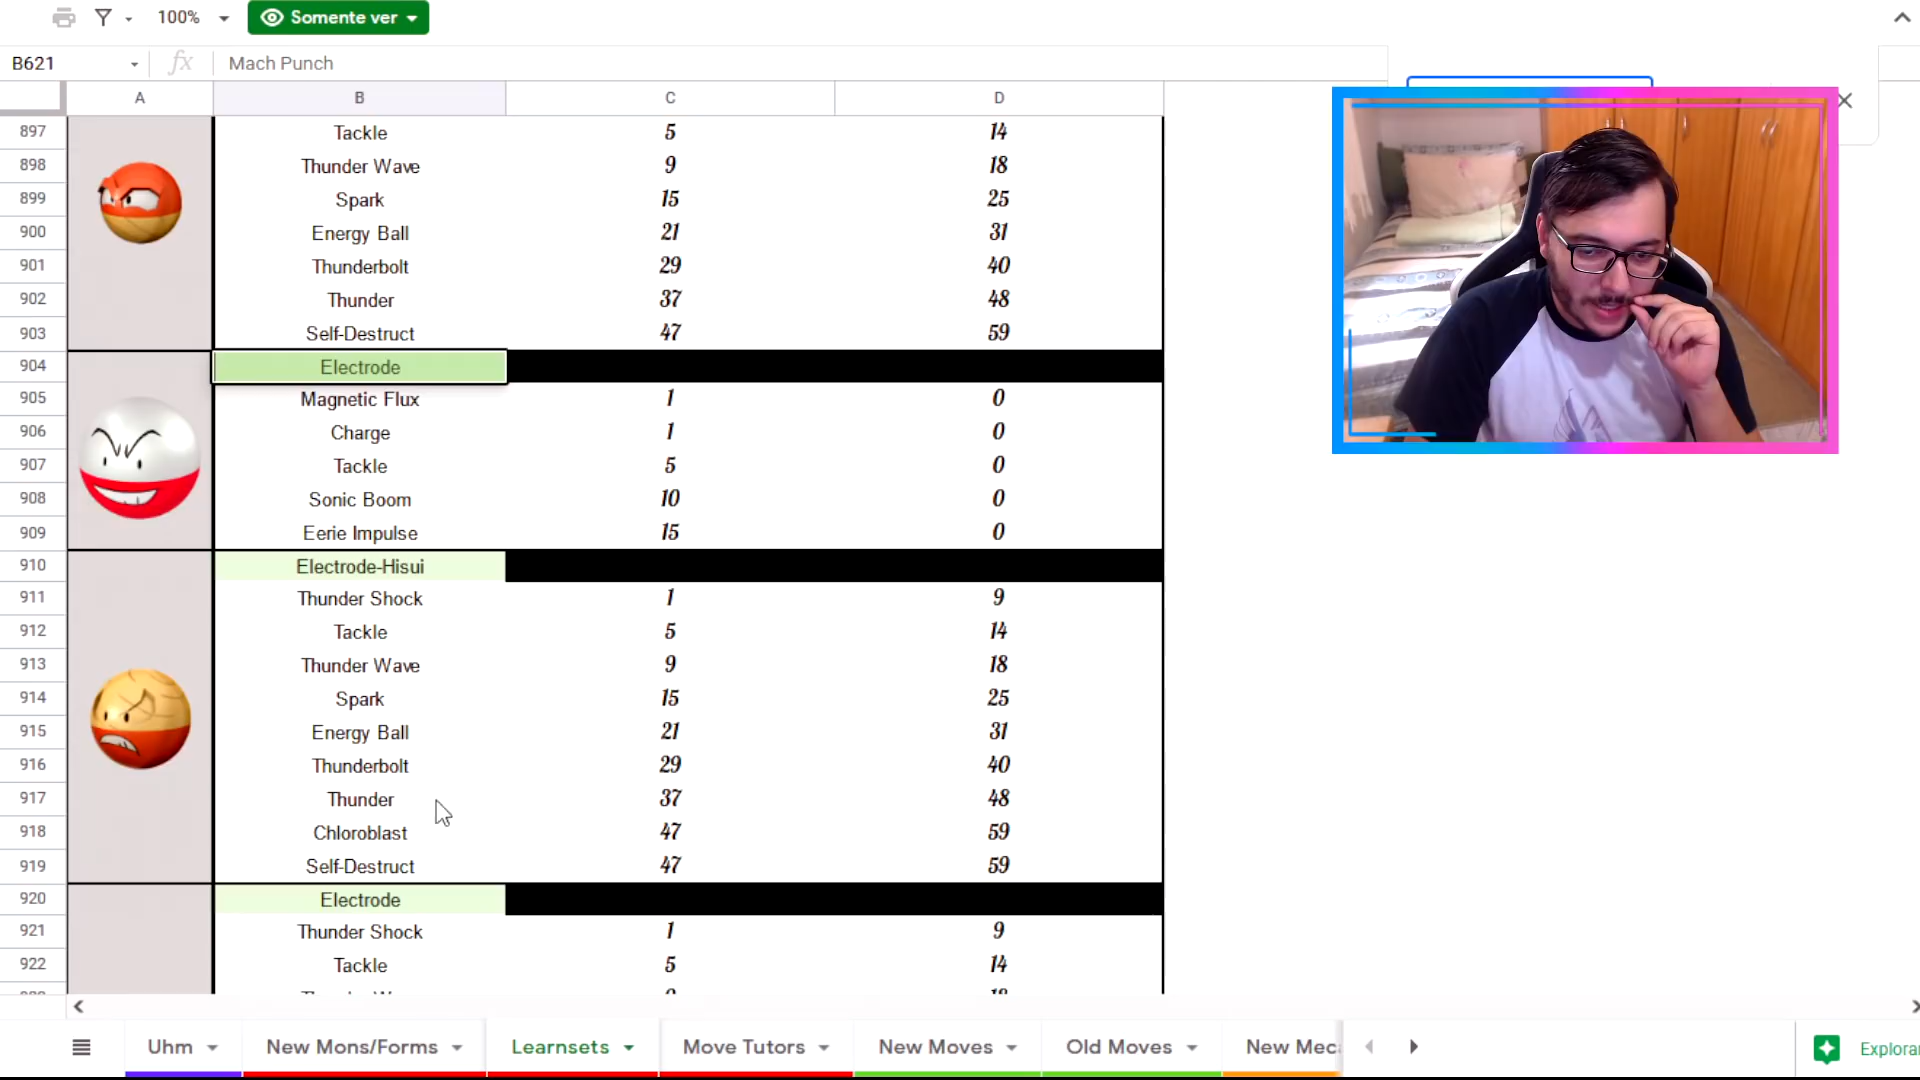 100% Somente ver
B621 fx Mach Punch
A B C D
897 Tackle 5 14
898 Thunder Wave 9 18
899 Spark 15 25
900 Energy Ball 21 31
901 Thunderbolt 29 40
902 Thunder 37 48
903 Self-Destruct 47 59
904 Electrode
905 Magnetic Flux 1 0
906 Charge 1 0
907 Tackle 5 0
908 Sonic Boom 10 0
909 Eerie Impulse 15 0
910 Electrode-Hisui
911 Thunder Shock 1 9
912 Tackle 5 14
913 Thunder Wave 9 18
914 Spark 15 25
915 Energy Ball 21 31
916 Thunderbolt 29 40
917 Thunder 37 48
918 Chloroblast 47 59
919 Self-Destruct 47 59
920 Electrode
921 Thunder Shock 1 9
922 Tackle 5 14
Uhm New Mons/Forms Learnsets Move Tutors New Moves Old Moves New Mec Explorar